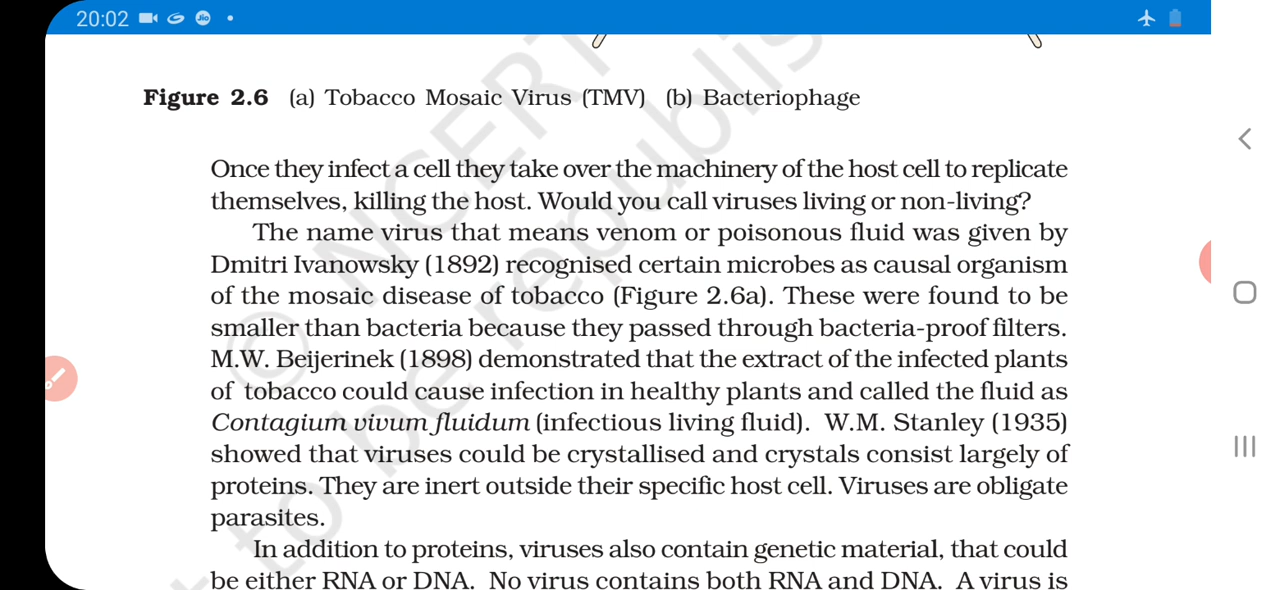 20:02
Jio
Figure 2.6 (a) Tobacco Mosaic Virus (TMV) (b) Bacteriophage
Once they infect a cell they take over the machinery of the host cell to replicate
themselves, killing the host. Would you call viruses living or non-living?
The name virus that means venom or poisonous fluid was given by
Dmitri Ivanowsky (1892) recognised certain microbes as causal organism
of the mosaic disease of tobacco (Figure 2.6a). These were found to be
smaller than bacteria because they passed through bacteria-proof filters.
M.W. Beijerinek (1898) demonstrated that the extract of the infected plants
of tobacco could cause infection in healthy plants and called the fluid as
Contagium vivum fluidum (infectious living fluid). W.M. Stanley (1935)
showed that viruses could be crystallised and crystals consist largely of
proteins. They are inert outside their specific host cell. Viruses are obligate
parasites.
In addition to proteins, viruses also contain genetic material, that could
be either RNA or DNA. No virus contains both RNA and DNA. A virus is
© NCERT
to be republis